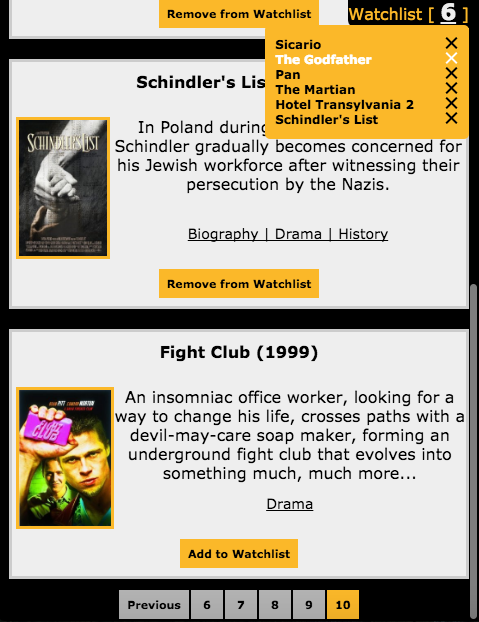 Remove from Watchlist
Watchlist [ 6 ]
Sicario
The Godfather
Pan
The Martian
Hotel Transylvania 2
Schindler's List
Schindler's Lis
In Poland during
Schindler gradually becomes concerned for
his Jewish workforce after witnessing their
persecution by the Nazis.
SCHINDLER'S LIST
Biography | Drama | History
Remove from Watchlist
Fight Club (1999)
An insomniac office worker, looking for a
way to change his life, crosses paths with a
devil-may-care soap maker, forming an
underground fight club that evolves into
something much, much more...
PITT
NORTON
CLUB
Drama
Add to Watchlist
Previous 6 7 8 9 10